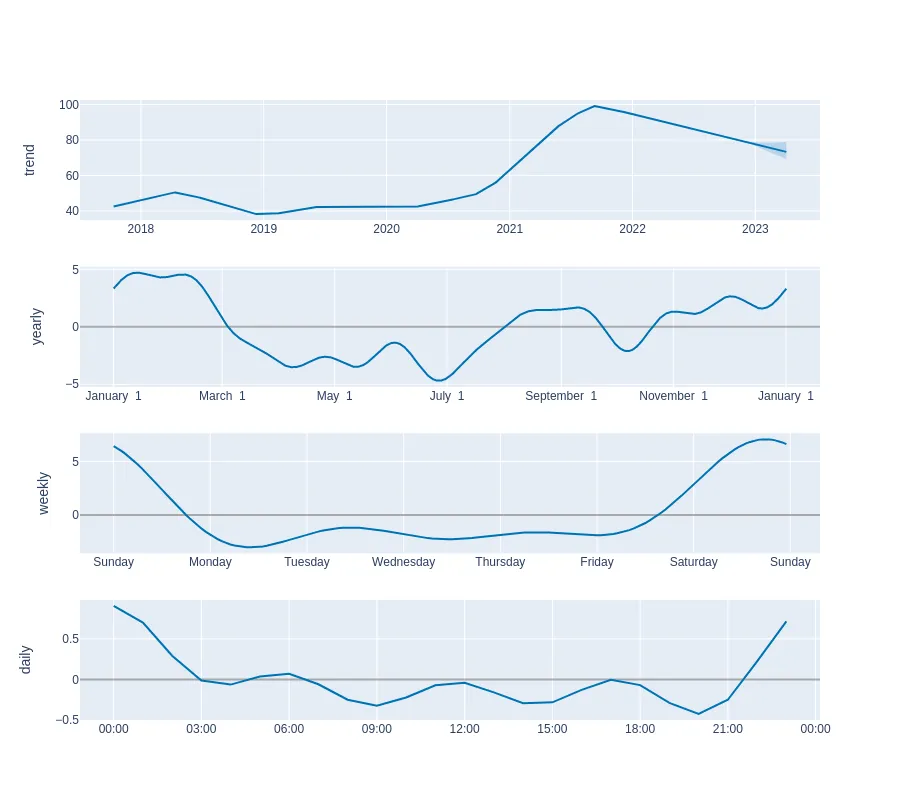 trend
100
80
60
40
2018 2019 2020 2021 2022 2023
yearly
5
0
−5
January 1 March 1 May 1 July 1 September 1 November 1 January 1
weekly
5
0
Sunday Monday Tuesday Wednesday Thursday Friday Saturday Sunday
daily
0.5
0
−0.5
00:00 03:00 06:00 09:00 12:00 15:00 18:00 21:00 00:00